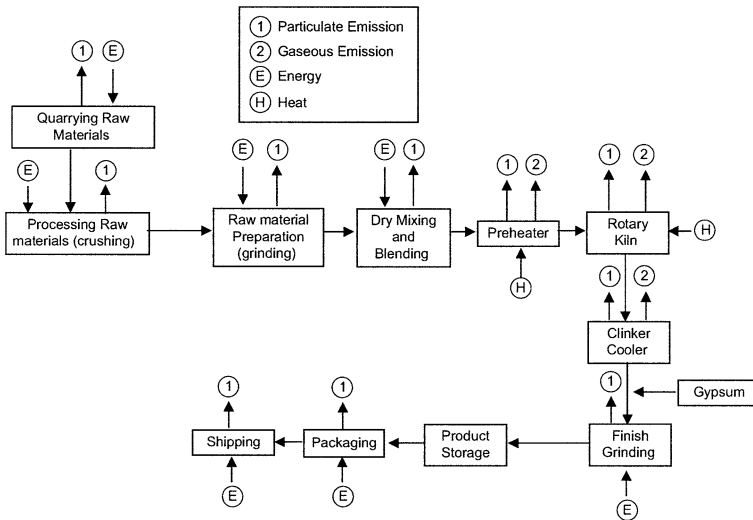 1 Particulate Emission
2 Gaseous Emission
E Energy
H Heat
1 E
Quarrying Raw
Materials
E 1
Processing Raw
materials (crushing)
E 1
Raw material
Preparation
(grinding)
E 1
Dry Mixing
and
Blending
1 2
Preheater
H
1 2
Rotary
Kiln
H
1 2
Clinker
Cooler
Gypsum
1
Finish
Grinding
E
Product
Storage
1
Packaging
E
1
Shipping
E